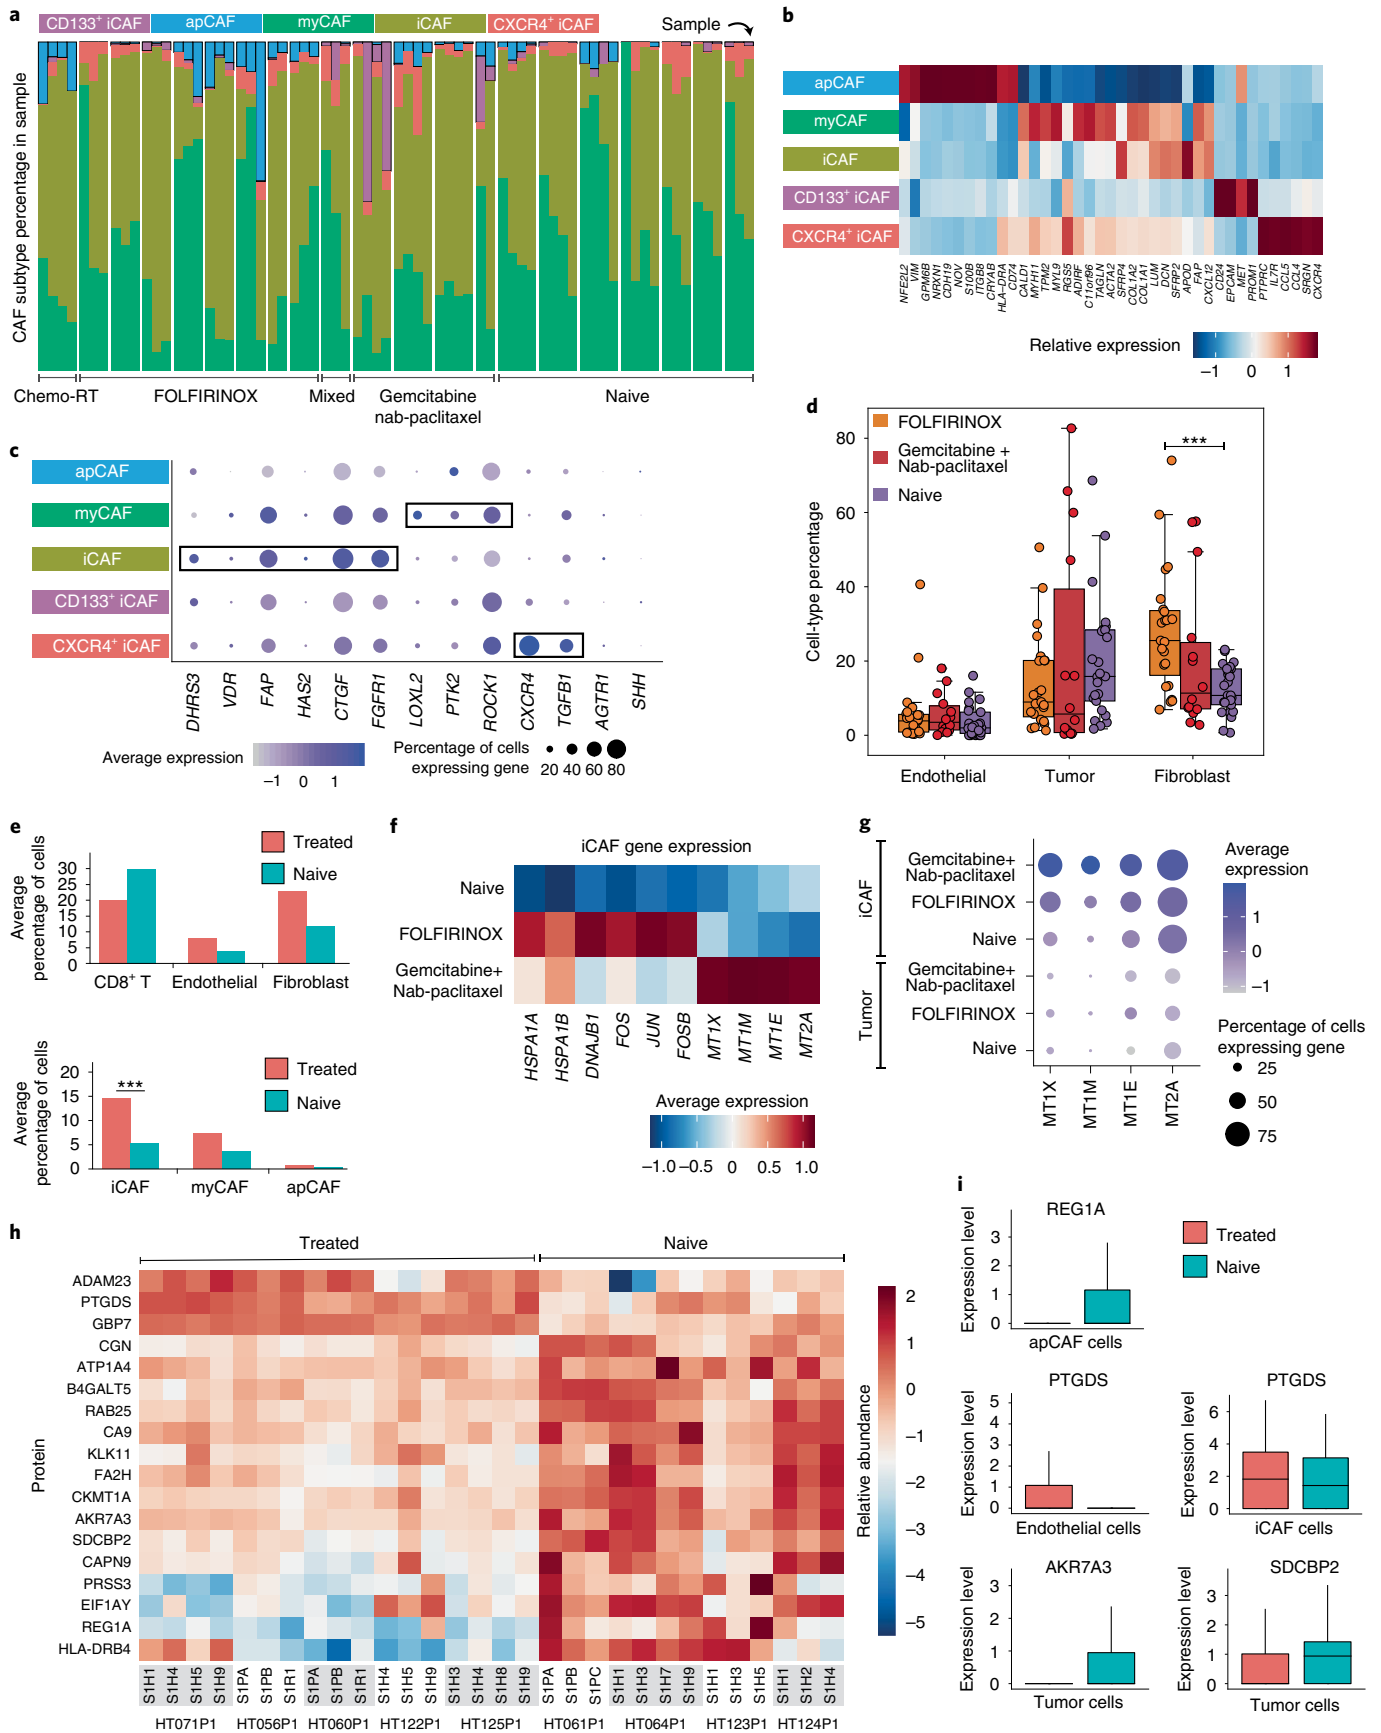 a
CD133+ iCAF
apCAF
myCAF
iCAF
CXCR4+ iCAF
Sample
CAF subtype percentage in sample
Chemo-RT
FOLFIRINOX
Mixed
Gemcitabine
nab-paclitaxel
Naive
b
apCAF
myCAF
iCAF
CD133+ iCAF
CXCR4+ iCAF
NFE2L2
VIM
GPM6B
NRXN1
CDH19
NOV
S100B
ITGB8
CRYAB
HLA-DRA
CD74
CALD1
MYH11
TPM2
MYL9
RGS5
ADIRF
C11orf96
TAGLN
ACTA2
SFRP4
COL1A2
COL1A1
LUM
DCN
SFRP2
APOD
FAP
CXCL12
CD24
EPCAM
MET
PROM1
PTPRC
IL7R
CCL5
CCL4
SRGN
CXCR4
Relative expression
−1 0 1
c
apCAF
myCAF
iCAF
CD133+ iCAF
CXCR4+ iCAF
DHRS3
VDR
FAP
HAS2
CTGF
FGFR1
LOXL2
PTK2
ROCK1
CXCR4
TGFB1
AGTR1
SHH
Average expression
−1 0 1
Percentage of cells
expressing gene
20 40 60 80
d
Cell-type percentage
80
60
40
20
0
FOLFIRINOX
Gemcitabine +
Nab-paclitaxel
Naive
***
Endothelial
Tumor
Fibroblast
e
Average
percentage of cells
30
25
20
15
10
5
0
Treated
Naive
CD8+ T
Endothelial
Fibroblast
Average
percentage of cells
20
15
10
5
0
***
Treated
Naive
iCAF
myCAF
apCAF
f
iCAF gene expression
Naive
FOLFIRINOX
Gemcitabine+
Nab-paclitaxel
HSPA1A
HSPA1B
DNAJB1
FOS
JUN
FOSB
MT1X
MT1M
MT1E
MT2A
Average expression
−1.0 −0.5 0 0.5 1.0
g
iCAF
Tumor
Gemcitabine+
Nab-paclitaxel
FOLFIRINOX
Naive
Gemcitabine+
Nab-paclitaxel
FOLFIRINOX
Naive
MT1X
MT1M
MT1E
MT2A
Average
expression
1
0
−1
Percentage of cells
expressing gene
25
50
75
h
Treated
Naive
Protein
ADAM23
PTGDS
GBP7
CGN
ATP1A4
B4GALT5
RAB25
CA9
KLK11
FA2H
CKMT1A
AKR7A3
SDCBP2
CAPN9
PRSS3
EIF1AY
REG1A
HLA-DRB4
S1H1
S1H4
S1H5
S1H9
S1PA
S1PB
S1R1
S1PA
S1PB
S1R1
S1H4
S1H5
S1H9
S1H3
S1H4
S1H8
S1H9
S1PA
S1PB
S1PC
S1H1
S1H3
S1H7
S1H9
S1H1
S1H3
S1H5
S1H1
S1H2
S1H4
HT071P1
HT056P1
HT060P1
HT122P1
HT125P1
HT061P1
HT064P1
HT123P1
HT124P1
Relative abundance
2
1
0
−1
−2
−3
−4
−5
i
REG1A
Expression level
3
2
1
0
apCAF cells
Treated
Naive
PTGDS
Expression level
5
4
3
2
1
0
Endothelial cells
PTGDS
Expression level
6
4
2
0
iCAF cells
AKR7A3
Expression level
3
2
1
0
Tumor cells
SDCBP2
Expression level
3
2
1
0
Tumor cells